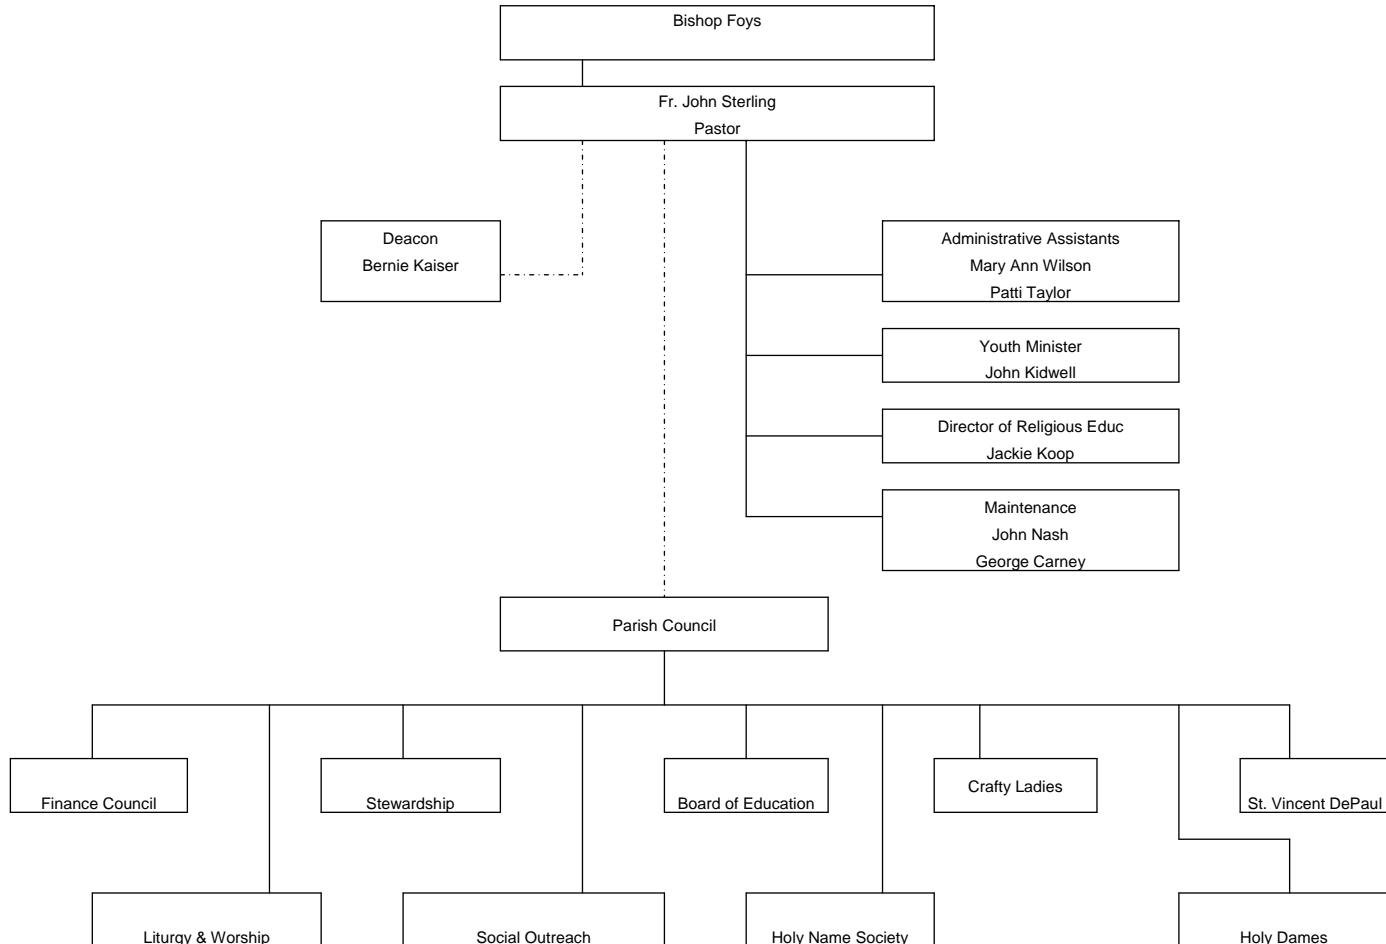 Bishop Foys
Fr. John Sterling
Pastor
Deacon
Bernie Kaiser
Administrative Assistants
Mary Ann Wilson
Patti Taylor
Youth Minister
John Kidwell
Director of Religious Educ
Jackie Koop
Maintenance
John Nash
George Carney
Parish Council
Finance Council
Stewardship
Board of Education
Crafty Ladies
St. Vincent DePaul
Liturgy & Worship
Social Outreach
Holy Name Society
Holy Dames